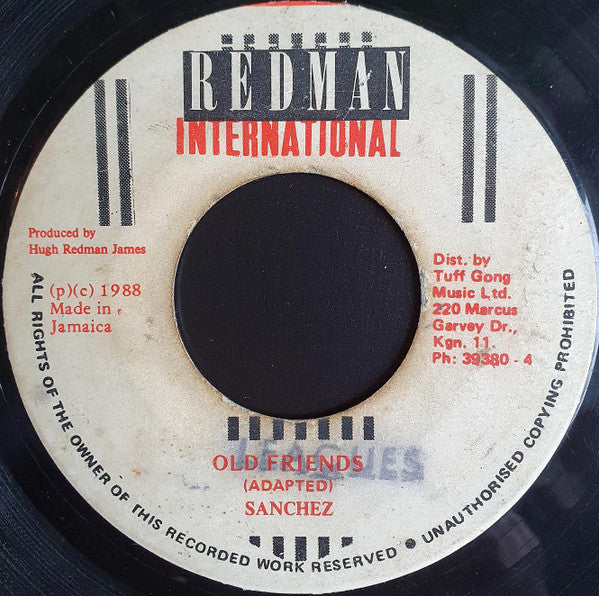 REDMAN
INTERNATIONAL
Produced by
Hugh Redman James
(p)(c) 1988
Made in
Jamaica
Dist. by
Tuff Gong
Music Ltd.
220 Marcus
Garvey Dr.,
Kgn. 11.
Ph: 39380 - 4
LEAGUES
OLD FRIENDS
(ADAPTED)
SANCHEZ
ALL RIGHTS OF THE OWNER OF THIS RECORDED WORK RESERVED ● UNAUTHORISED COPYING PROHIBITED